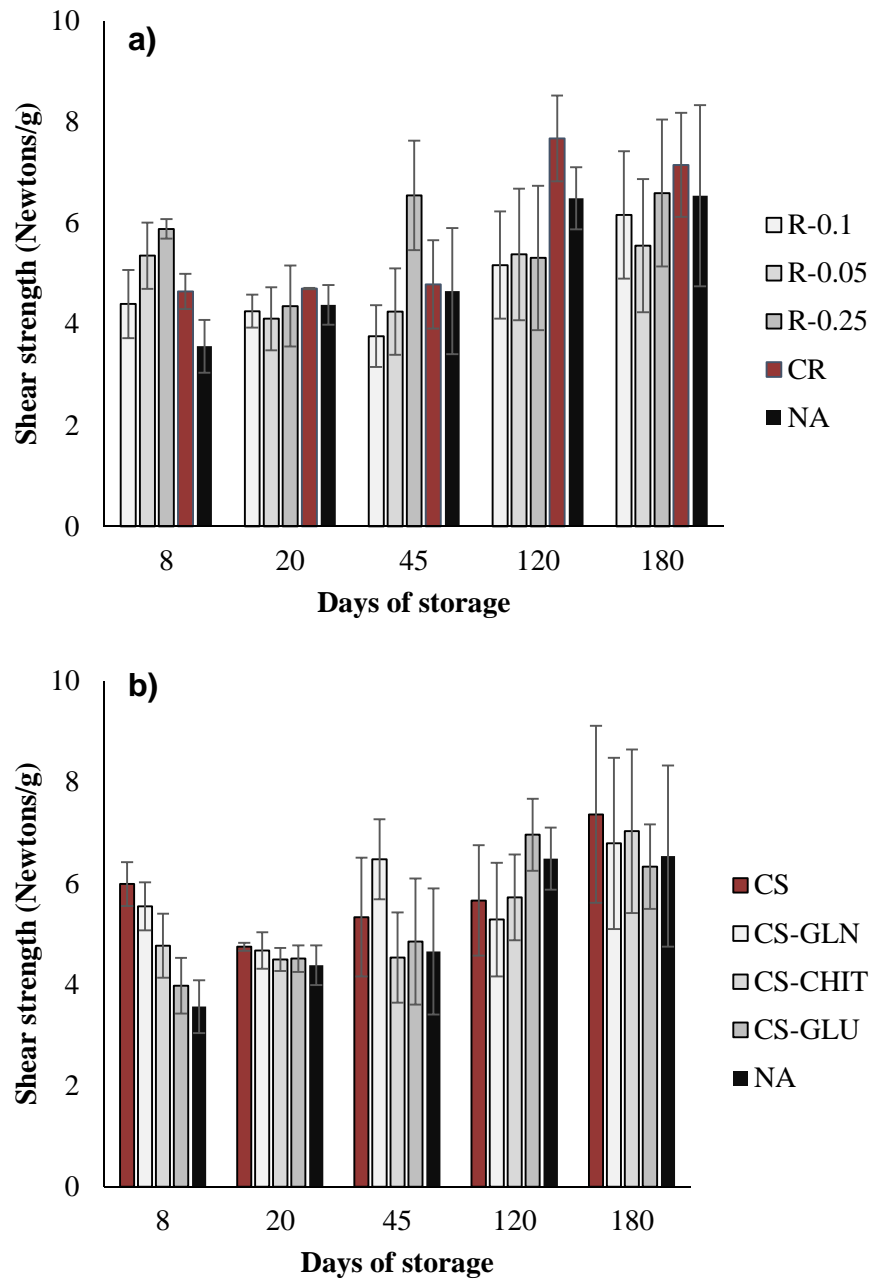 a)
10
8
6
4
2
0
Shear strength (Newtons/g)
8 20 45 120 180
Days of storage
R-0.1
R-0.05
R-0.25
CR
NA
b)
10
8
6
4
2
0
Shear strength (Newtons/g)
8 20 45 120 180
Days of storage
CS
CS-GLN
CS-CHIT
CS-GLU
NA